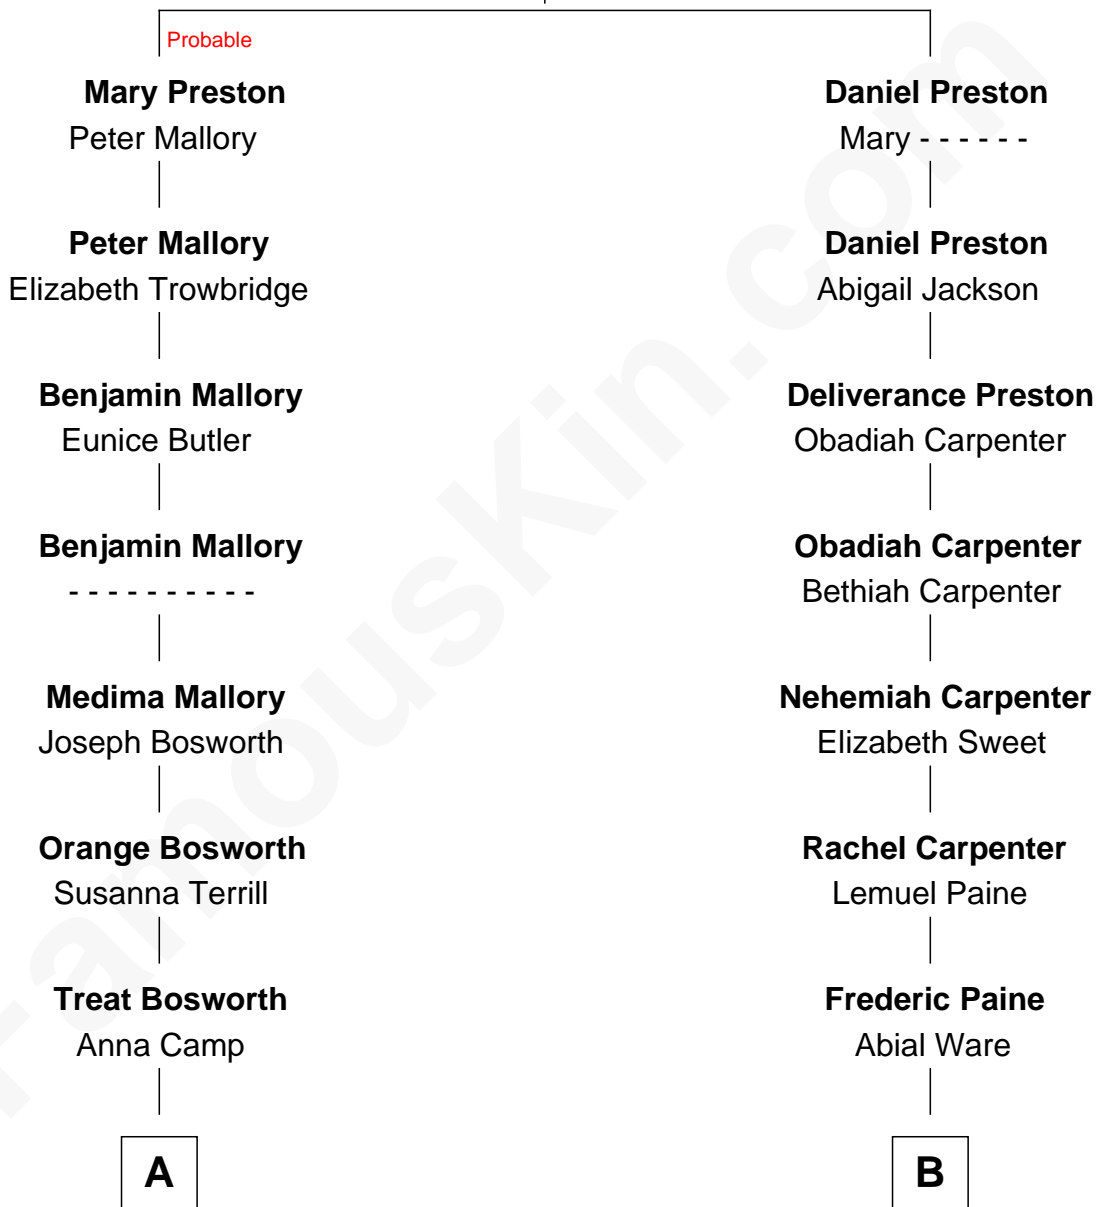 Probable
Mary Preston
Peter Mallory
Daniel Preston
Mary - - - - - -
Peter Mallory
Elizabeth Trowbridge
Daniel Preston
Abigail Jackson
Benjamin Mallory
Eunice Butler
Deliverance Preston
Obadiah Carpenter
Benjamin Mallory
- - - - - - - - - -
Obadiah Carpenter
Bethiah Carpenter
Medima Mallory
Joseph Bosworth
Nehemiah Carpenter
Elizabeth Sweet
Orange Bosworth
Susanna Terrill
Rachel Carpenter
Lemuel Paine
Treat Bosworth
Anna Camp
Frederic Paine
Abial Ware
A
B
FamousKin.com